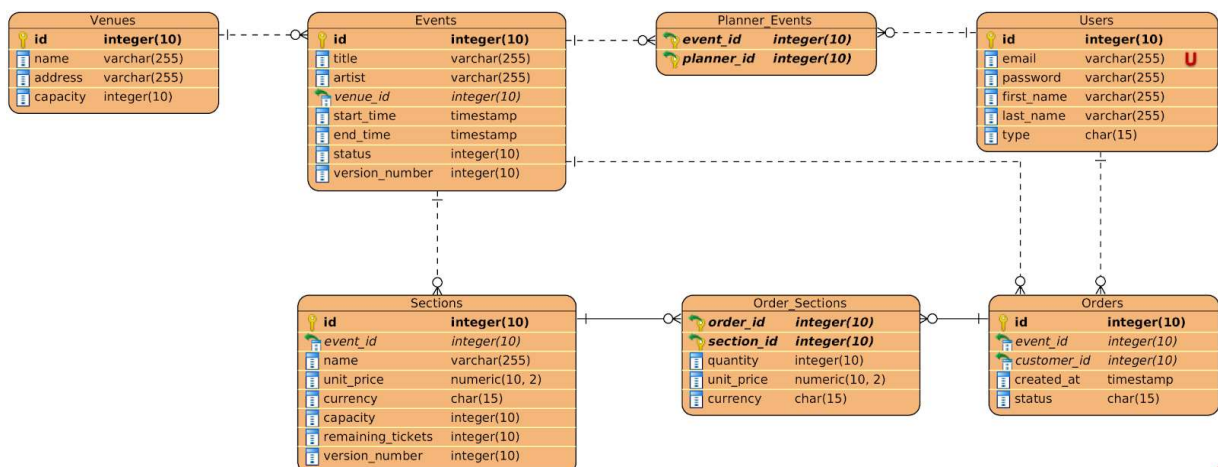 Venues
id integer(10)
name varchar(255)
address varchar(255)
capacity integer(10)
Events
id integer(10)
title varchar(255)
artist varchar(255)
venue_id integer(10)
start_time timestamp
end_time timestamp
status integer(10)
version_number integer(10)
Planner_Events
event_id integer(10)
planner_id integer(10)
Users
id integer(10)
email varchar(255) U
password varchar(255)
first_name varchar(255)
last_name varchar(255)
type char(15)
Sections
id integer(10)
event_id integer(10)
name varchar(255)
unit_price numeric(10, 2)
currency char(15)
capacity integer(10)
remaining_tickets integer(10)
version_number integer(10)
Order_Sections
order_id integer(10)
section_id integer(10)
quantity integer(10)
unit_price numeric(10, 2)
currency char(15)
Orders
id integer(10)
event_id integer(10)
customer_id integer(10)
created_at timestamp
status char(15)